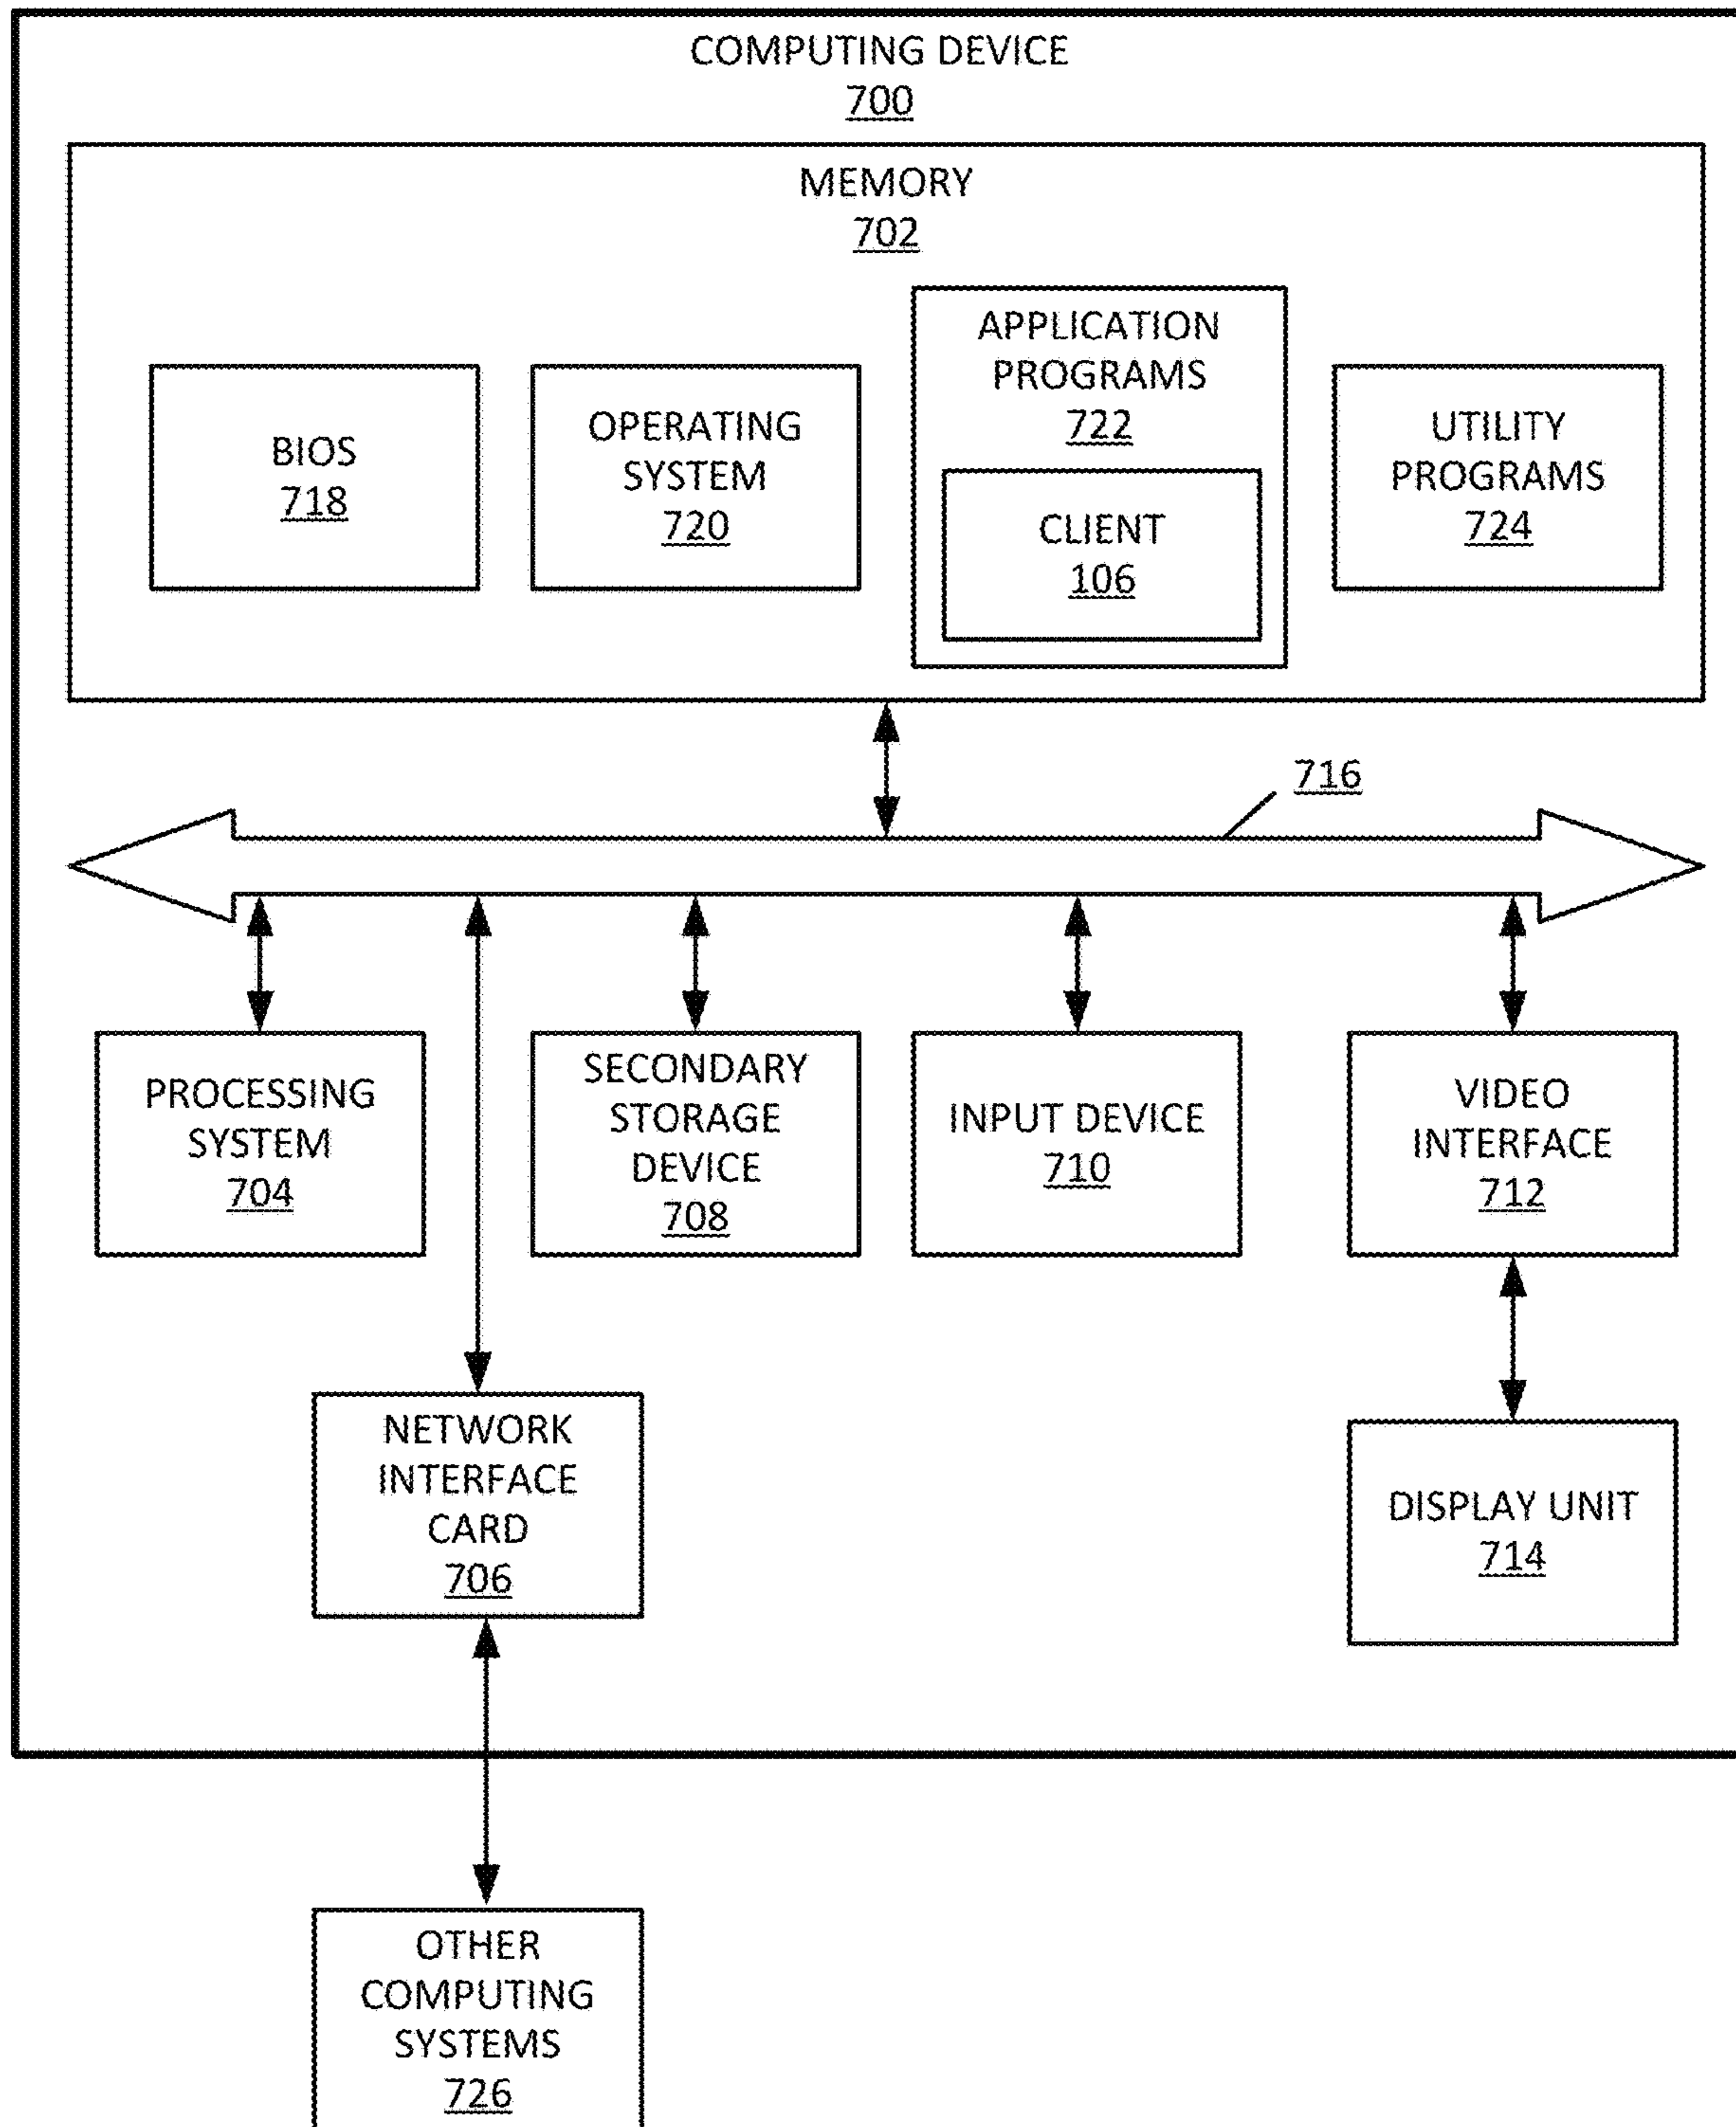 COMPUTING DEVICE
700
MEMORY
702
BIOS
718
OPERATING
SYSTEM
720
APPLICATION
PROGRAMS
722
CLIENT
106
UTILITY
PROGRAMS
724
716
PROCESSING
SYSTEM
704
SECONDARY
STORAGE
DEVICE
708
INPUT DEVICE
710
VIDEO
INTERFACE
712
NETWORK
INTERFACE
CARD
706
DISPLAY UNIT
714
OTHER
COMPUTING
SYSTEMS
726